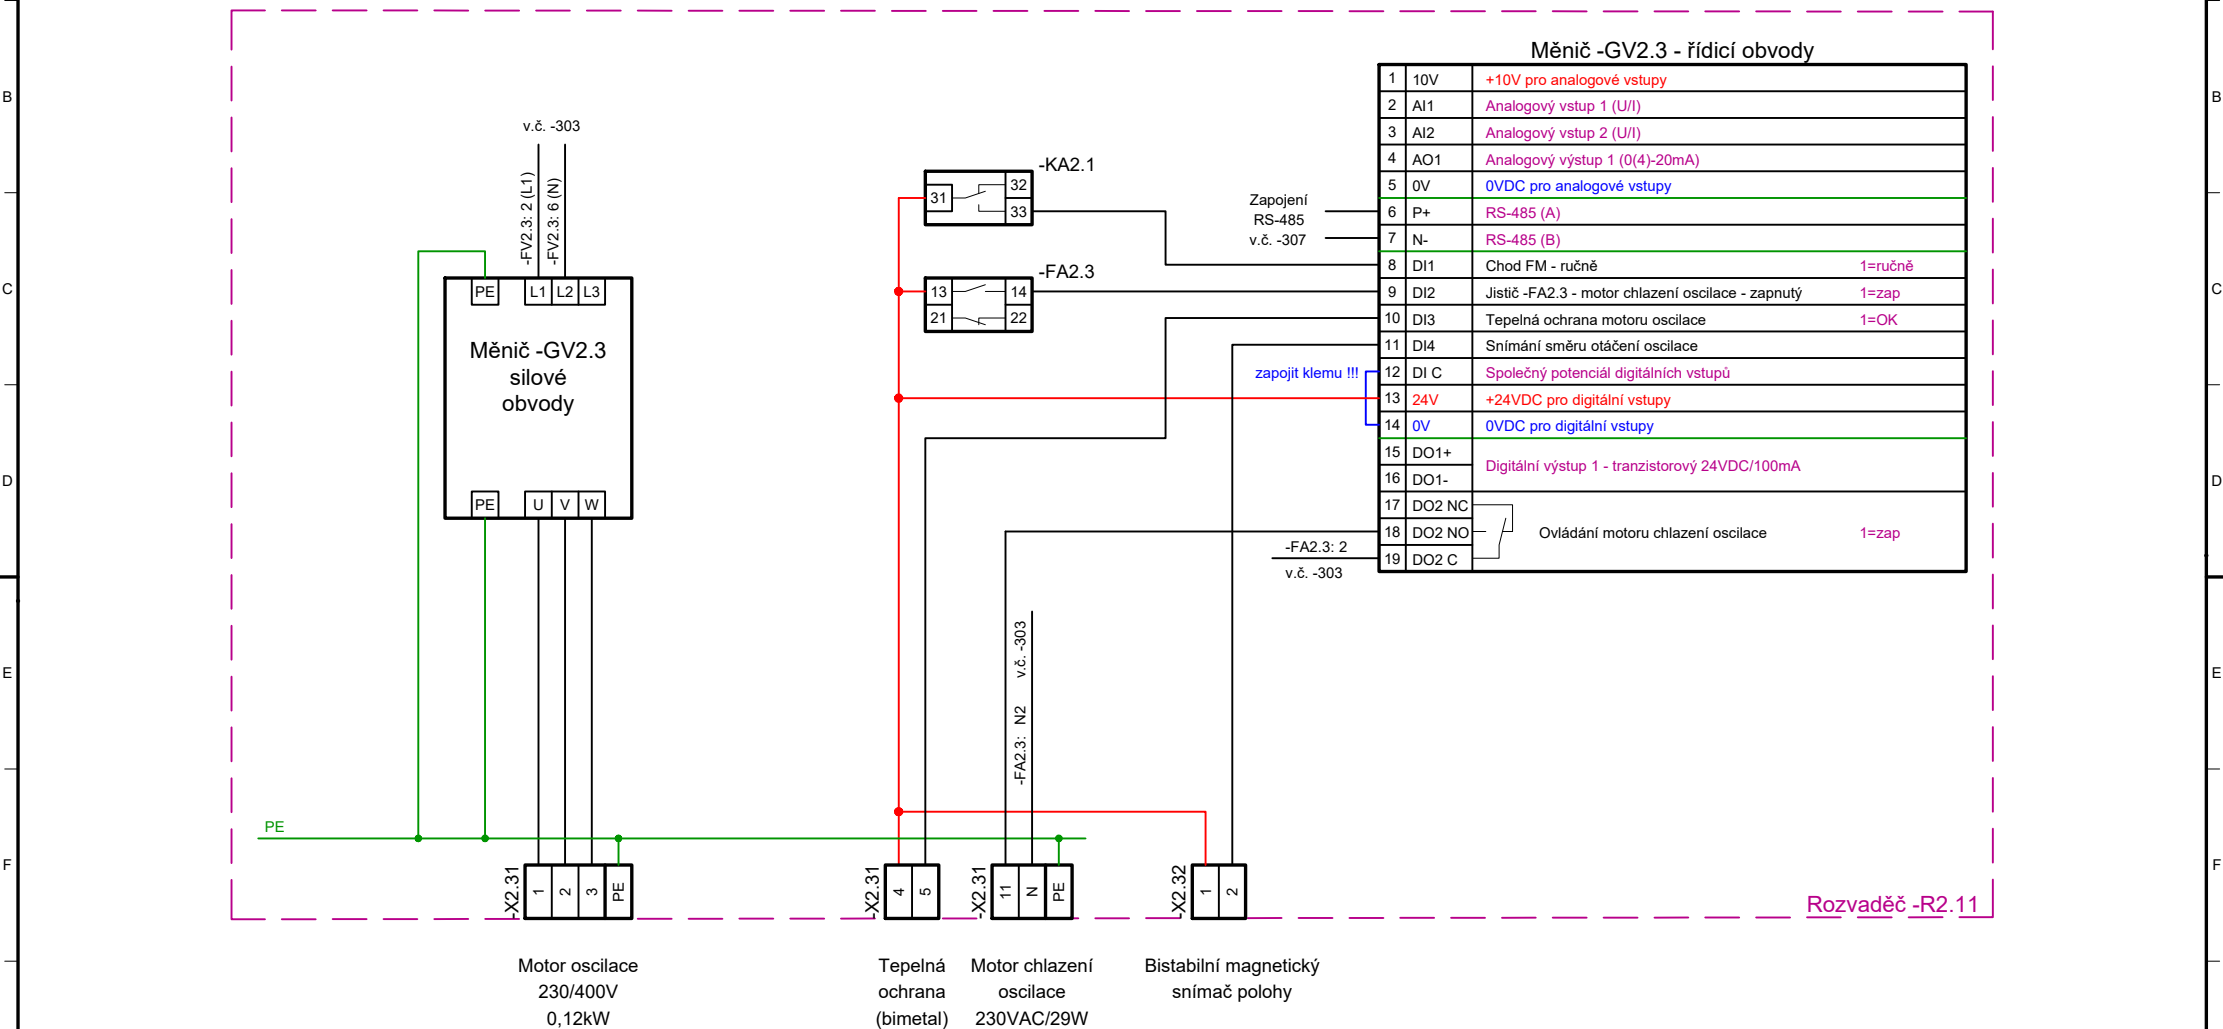 Měnič -GV2.3 - řídicí obvody
1 10V +10V pro analogové vstupy
2 AI1 Analogový vstup 1 (U/I)
3 AI2 Analogový vstup 2 (U/I)
4 AO1 Analogový výstup 1 (0(4)-20mA)
5 0V 0VDC pro analogové vstupy
6 P+ RS-485 (A)
7 N- RS-485 (B)
8 DI1 Chod FM - ručně 1=ručně
9 DI2 Jistič -FA2.3 - motor chlazení oscilace - zapnutý 1=zap
10 DI3 Tepelná ochrana motoru oscilace 1=OK
11 DI4 Snímání směru otáčení oscilace
12 DI C Společný potenciál digitálních vstupů
13 24V +24VDC pro digitální vstupy
14 0V 0VDC pro digitální vstupy
15 DO1+
Digitální výstup 1 - tranzistorový 24VDC/100mA
16 DO1-
17 DO2 NC
18 DO2 NO Ovládání motoru chlazení oscilace 1=zap
19 DO2 C
Zapojení
RS-485
v.č. -307
zapojit klemu !!!
-FA2.3: 2
v.č. -303
-KA2.1
31 32
33
-FA2.3
13 14
21 22
v.č. -303
-FV2.3: 2 (L1)
-FV2.3: 6 (N)
PE L1 L2 L3
Měnič -GV2.3
silové
obvody
PE U V W
-FA2.3: N2 v.č. -303
PE
-X2.31 1 2 3 PE
-X2.31 4 5
-X2.31 11 N PE
-X2.32 1 2
Rozvaděč -R2.11
Motor oscilace
230/400V
0,12kW
Tepelná
ochrana
(bimetal)
Motor chlazení
oscilace
230VAC/29W
Bistabilní magnetický
snímač polohy
B
C
D
E
F
B
C
D
E
F